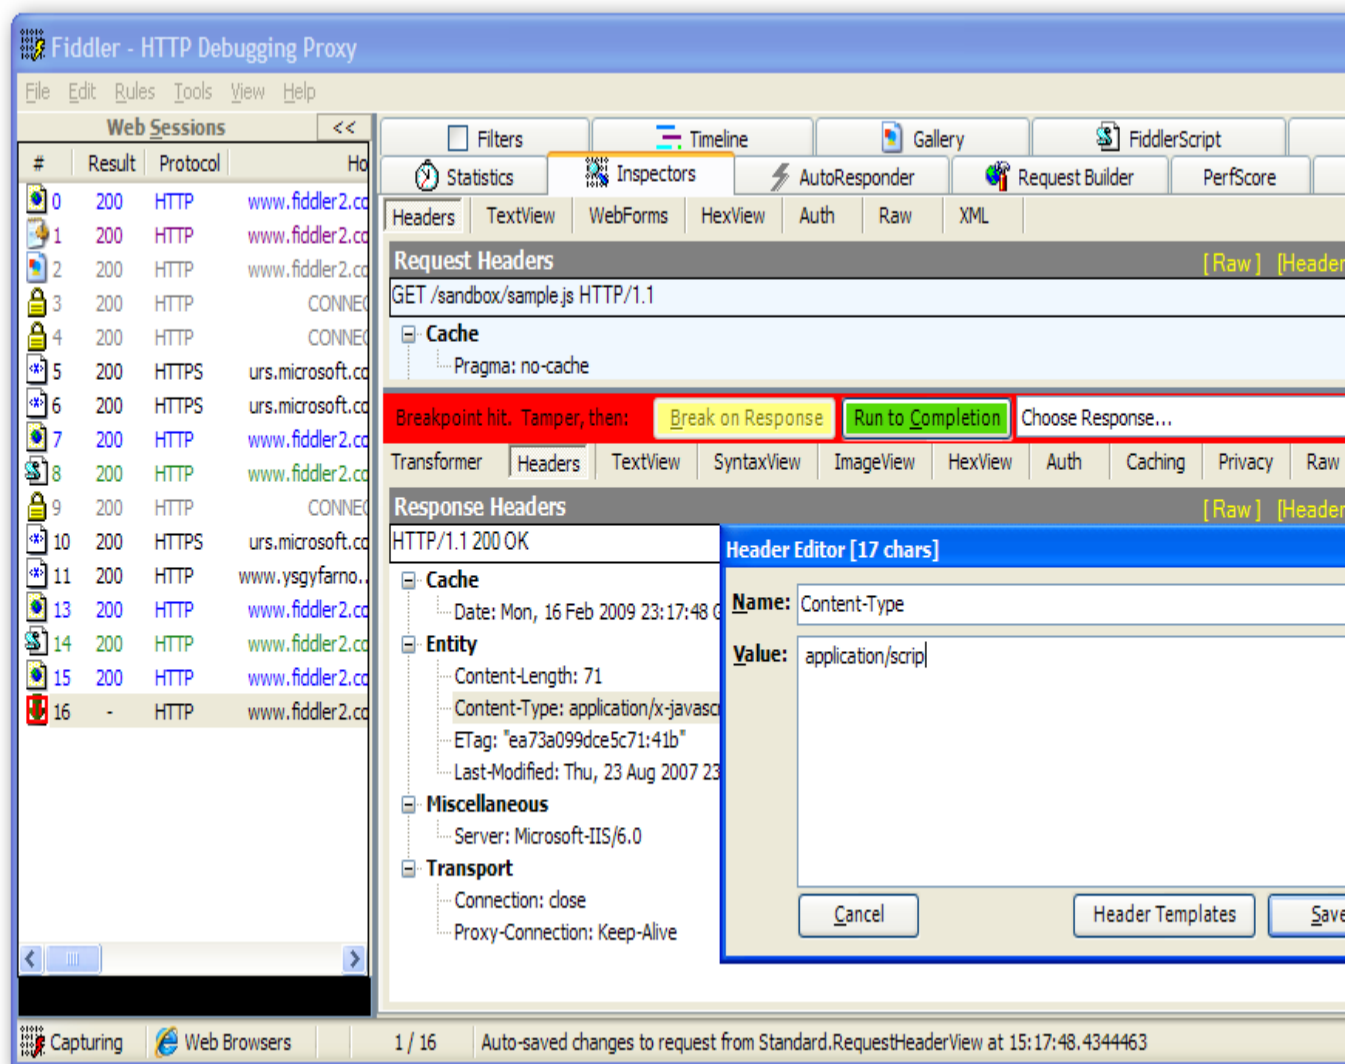 Fiddler - HTTP Debugging Proxy
File Edit Rules Tools View Help
Web Sessions <<
# Result Protocol Ho
0 200 HTTP www.fiddler2.co
1 200 HTTP www.fiddler2.co
2 200 HTTP www.fiddler2.co
3 200 HTTP CONNEC
4 200 HTTP CONNEC
5 200 HTTPS urs.microsoft.co
6 200 HTTPS urs.microsoft.co
7 200 HTTP www.fiddler2.co
8 200 HTTP www.fiddler2.co
9 200 HTTP CONNEC
10 200 HTTPS urs.microsoft.co
11 200 HTTP www.ysgyfarno..
13 200 HTTP www.fiddler2.co
14 200 HTTP www.fiddler2.co
15 200 HTTP www.fiddler2.co
16 - HTTP www.fiddler2.co
Filters Timeline Gallery FiddlerScript
Statistics Inspectors AutoResponder Request Builder PerfScore
Headers TextView WebForms HexView Auth Raw XML
Request Headers [ Raw ] [Header
GET /sandbox/sample.js HTTP/1.1
Cache
Pragma: no-cache
Breakpoint hit. Tamper, then: Break on Response Run to Completion Choose Response...
Transformer Headers TextView SyntaxView ImageView HexView Auth Caching Privacy Raw
Response Headers [ Raw ] [Header
HTTP/1.1 200 OK
Cache
Date: Mon, 16 Feb 2009 23:17:48 G
Entity
Content-Length: 71
Content-Type: application/x-javascr
ETag: "ea73a099dce5c71:41b"
Last-Modified: Thu, 23 Aug 2007 23
Miscellaneous
Server: Microsoft-IIS/6.0
Transport
Connection: close
Proxy-Connection: Keep-Alive
Header Editor [17 chars]
Name: Content-Type
Value: application/scrip
Cancel Header Templates Save
Capturing Web Browsers 1 / 16 Auto-saved changes to request from Standard.RequestHeaderView at 15:17:48.4344463